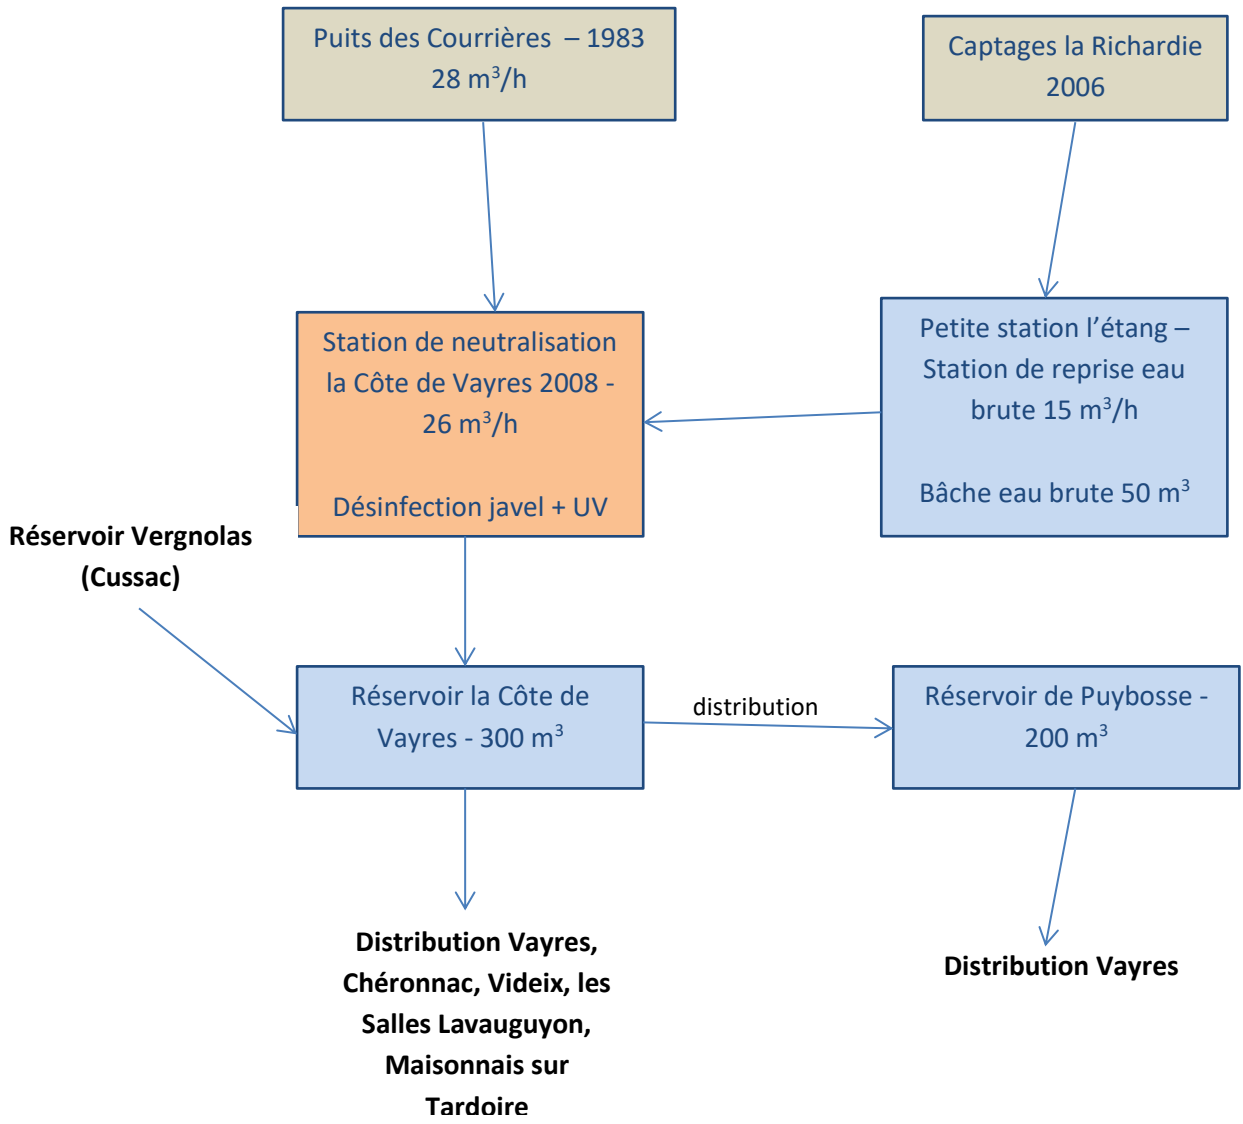 Puits des Courrières – 1983
28 m³/h
Captages la Richardie
2006
Station de neutralisation
la Côte de Vayres 2008 -
26 m³/h
Désinfection javel + UV
Petite station l’étang –
Station de reprise eau
brute 15 m³/h
Bâche eau brute 50 m³
Réservoir Vergnolas
(Cussac)
Réservoir la Côte de
Vayres - 300 m³
distribution
Réservoir de Puybosse -
200 m³
Distribution Vayres,
Chéronnac, Videix, les
Salles Lavauguyon,
Maisonnais sur
Tardoire
Distribution Vayres